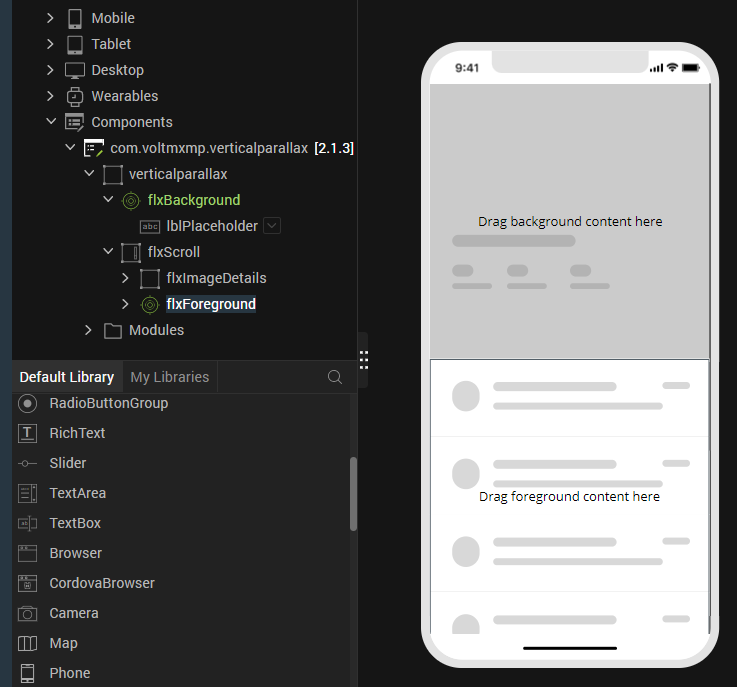 Mobile
Tablet
Desktop
Wearables
Components
com.voltmxmp.verticalparallax [2.1.3]
verticalparallax
flxBackground
abc lblPlaceholder
flxScroll
flxImageDetails
flxForeground
Modules
Default Library My Libraries
RadioButtonGroup
RichText
Slider
TextArea
TextBox
Browser
CordovaBrowser
Camera
Map
Phone
9:41
Drag background content here
Drag foreground content here